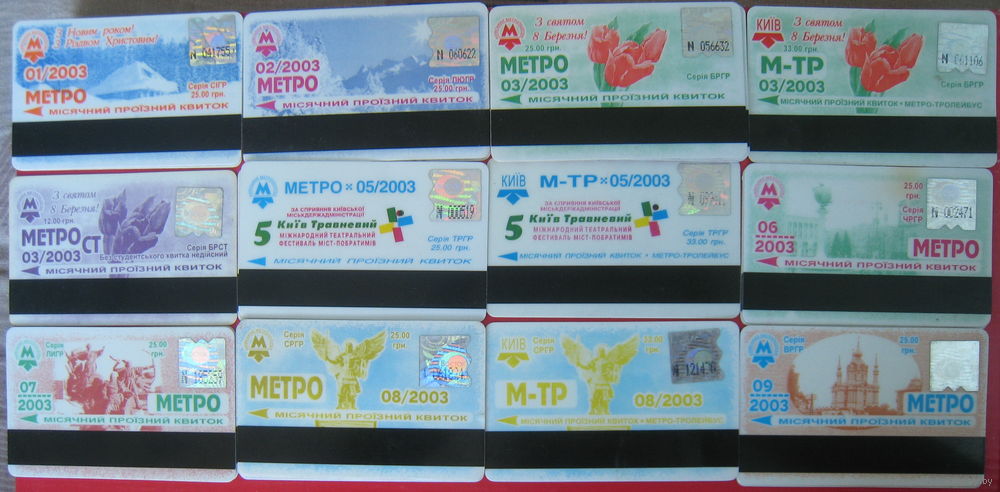 Новим роком!
Різдвом Христовим!
01/2003
МЕТРО
Серія СІГР
25.00 грн.
МІСЯЧНИЙ ПРОЇЗНИЙ КВИТОК
N 060622
02/2003
МЕТРО
Серія ЛЮГР
25.00 грн.
МІСЯЧНИЙ ПРОЇЗНИЙ КВИТОК
З святом
8 Березня!
25.00 грн.
N 056632
МЕТРО
03/2003
Серія БРГР
МІСЯЧНИЙ ПРОЇЗНИЙ КВИТОК
КИЇВ
З святом
8 Березня!
33.00 грн.
N 061106
М-ТР
03/2003
Серія БРГР
МІСЯЧНИЙ ПРОЇЗНИЙ КВИТОК • МЕТРО-ТРОЛЕЙБУС
З святом
8 Березня!
12.00 грн.
МЕТРО СТ
03/2003
Серія БРСТ
Без студентського квитка недійсний
МІСЯЧНИЙ ПРОЇЗНИЙ КВИТОК
МЕТРО 05/2003
N 000519
ЗА СПРИЯННЯ КИЇВСЬКОЇ
МІСЬКДЕРЖАДМІНІСТРАЦІЇ
5 Київ Травневий
МІЖНАРОДНИЙ ТЕАТРАЛЬНИЙ
ФЕСТИВАЛЬ МІСТ-ПОБРАТИМІВ
Серія ТРГР
25.00 грн.
МІСЯЧНИЙ ПРОЇЗНИЙ КВИТОК
КИЇВ
М-ТР 05/2003
ЗА СПРИЯННЯ КИЇВСЬКОЇ
МІСЬКДЕРЖАДМІНІСТРАЦІЇ
5 Київ Травневий
МІЖНАРОДНИЙ ТЕАТРАЛЬНИЙ
ФЕСТИВАЛЬ МІСТ-ПОБРАТИМІВ
Серія ТРГР
33.00 грн.
МІСЯЧНИЙ ПРОЇЗНИЙ КВИТОК • МЕТРО-ТРОЛЕЙБУС
25.00
грн.
Серія
ЧРГР
N 002471
06
2003
МЕТРО
МІСЯЧНИЙ ПРОЇЗНИЙ КВИТОК
Серія
ЛИГР
25.00
грн.
07
2003
МЕТРО
МІСЯЧНИЙ ПРОЇЗНИЙ КВИТОК
Серія
СРГР
25.00
грн.
МЕТРО
08/2003
МІСЯЧНИЙ ПРОЇЗНИЙ КВИТОК
КИЇВ
Серія
СРГР
33.00
грн.
М-ТР
08/2003
МІСЯЧНИЙ ПРОЇЗНИЙ КВИТОК • МЕТРО-ТРОЛЕЙБУС
Серія
ВРГР
25.00
грн.
09
2003
МЕТРО
МІСЯЧНИЙ ПРОЇЗНИЙ КВИТОК